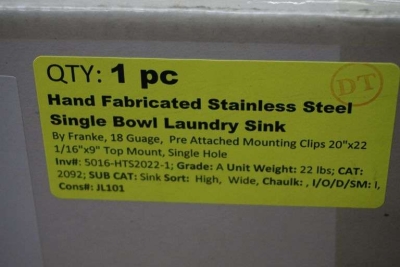 QTY: 1 pc
DT
Hand Fabricated Stainless Steel
Single Bowl Laundry Sink
By Franke, 18 Guage, Pre Attached Mounting Clips 20"x22
1/16"x9" Top Mount, Single Hole
Inv#: 5016-HTS2022-1; Grade: A Unit Weight: 22 lbs; CAT:
2092; SUB CAT: Sink Sort: High, Wide, Chaulk: , I/O/D/SM: I,
Cons#: JL101